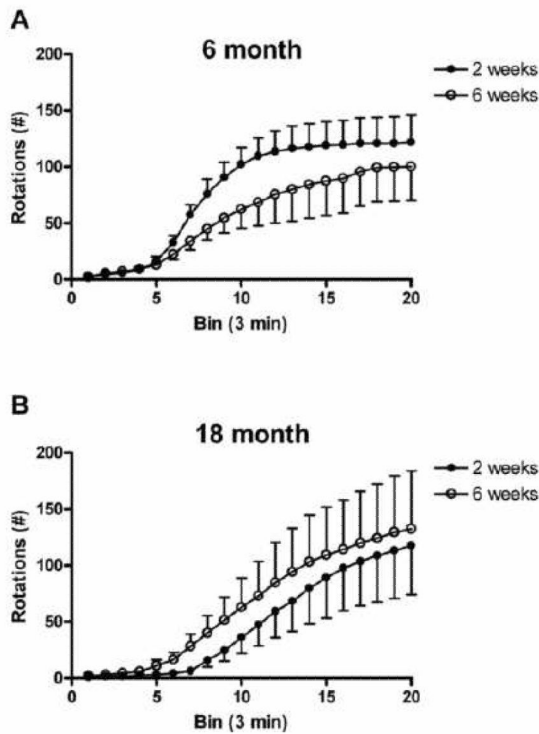 A
6 month
200
150
100
50
0
Rotations (#)
0 5 10 15 20
Bin (3 min)
2 weeks
6 weeks
B
18 month
200
150
100
50
0
Rotations (#)
0 5 10 15 20
Bin (3 min)
2 weeks
6 weeks